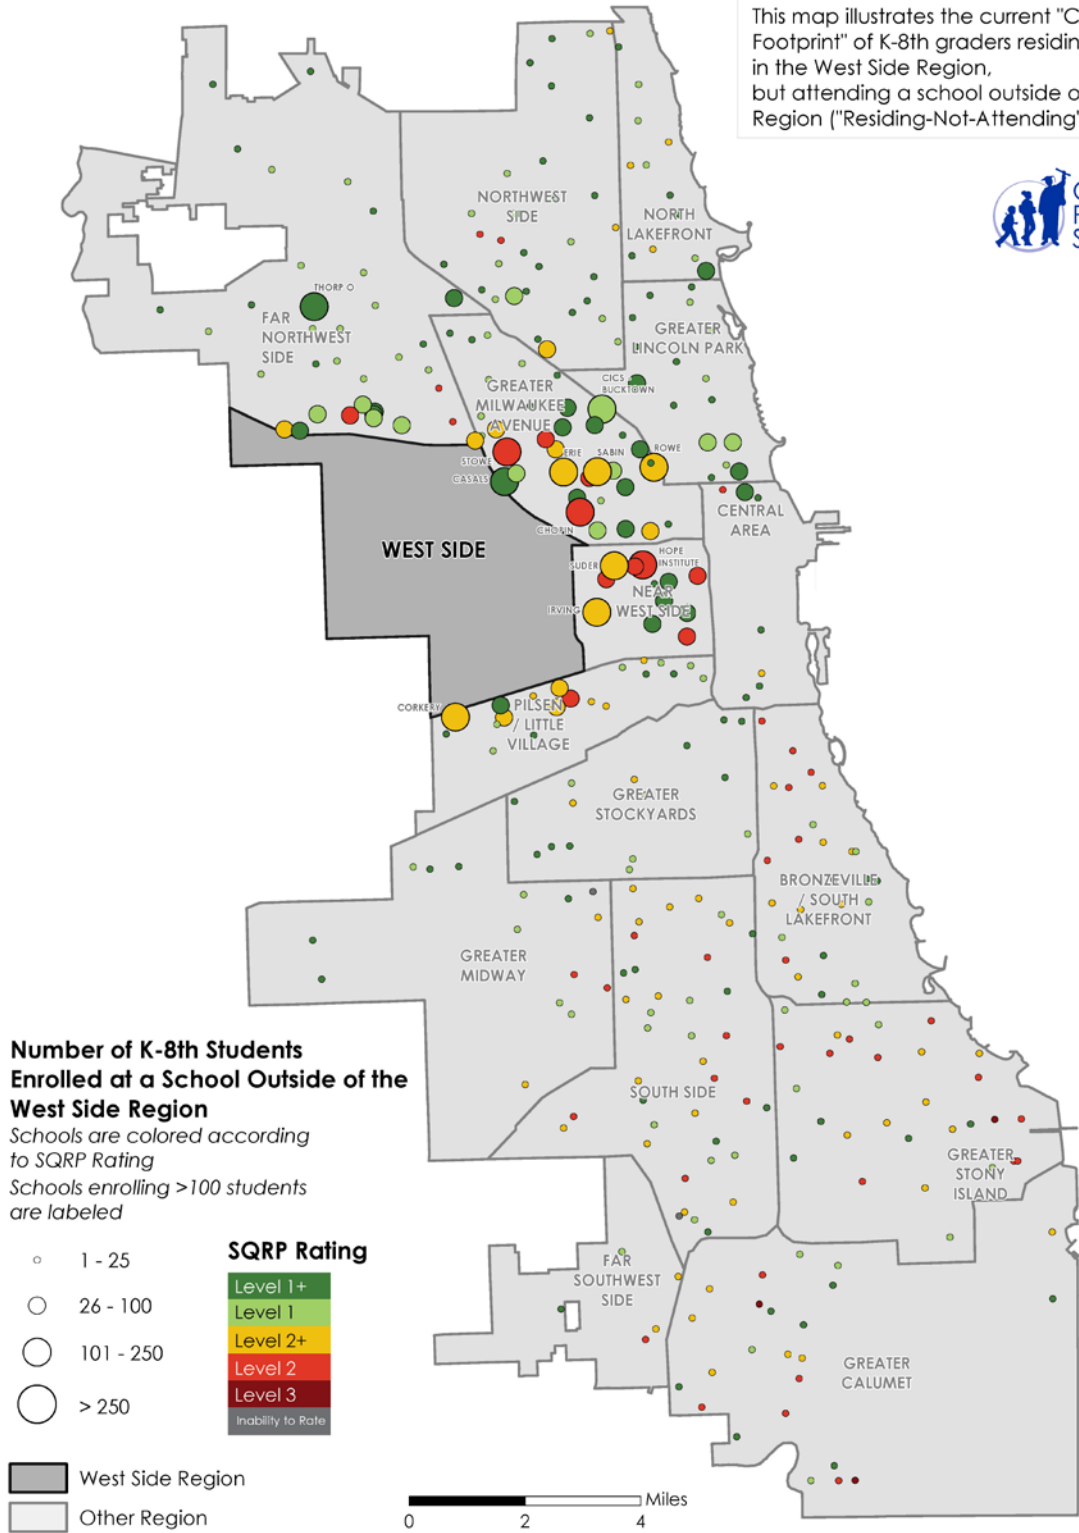 This map illustrates the current "C
Footprint" of K-8th graders residin
in the West Side Region,
but attending a school outside o
Region ("Residing-Not-Attending"
NORTHWEST
SIDE
NORTH
LAKEFRONT
THORP O
FAR
NORTHWEST
SIDE
GREATER
LINCOLN PARK
CICS
BUCKTOWN
GREATER
MILWAUKEE
AVENUE
STOWE
ERIE
SABIN
ROWE
CASALS
CHOPIN
CENTRAL
AREA
WEST SIDE
SUDER
HOPE
INSTITUTE
NEAR
WEST SIDE
IRVING
CORKERY
PILSEN
/ LITTLE
VILLAGE
GREATER
STOCKYARDS
BRONZEVILLE
/ SOUTH
LAKEFRONT
GREATER
MIDWAY
SOUTH SIDE
GREATER
STONY
ISLAND
FAR
SOUTHWEST
SIDE
GREATER
CALUMET
Number of K-8th Students
Enrolled at a School Outside of the
West Side Region
Schools are colored according
to SQRP Rating
Schools enrolling >100 students
are labeled
1 - 25
26 - 100
101 - 250
> 250
SQRP Rating
Level 1+
Level 1
Level 2+
Level 2
Level 3
Inability to Rate
West Side Region
Other Region
Miles
0 2 4